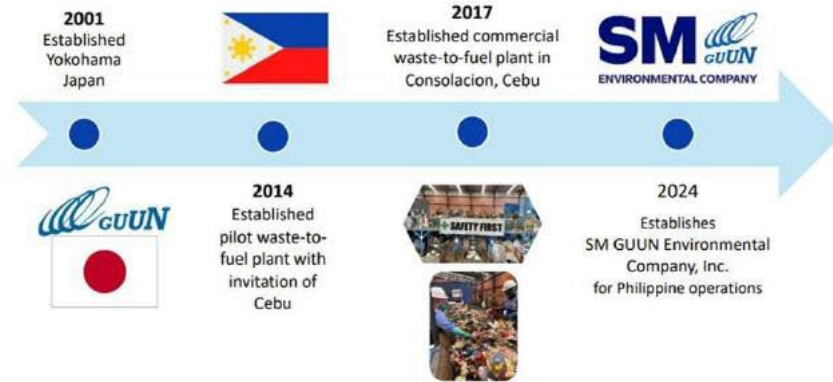 2001
Established
Yokohama
Japan
GUUN
2014
Established
pilot waste-to-
fuel plant with
invitation of
Cebu
2017
Established commercial
waste-to-fuel plant in
Consolacion, Cebu
SAFETY FIRST
SM GUUN
ENVIRONMENTAL COMPANY
2024
Establishes
SM GUUN Environmental
Company, Inc.
for Philippine operations